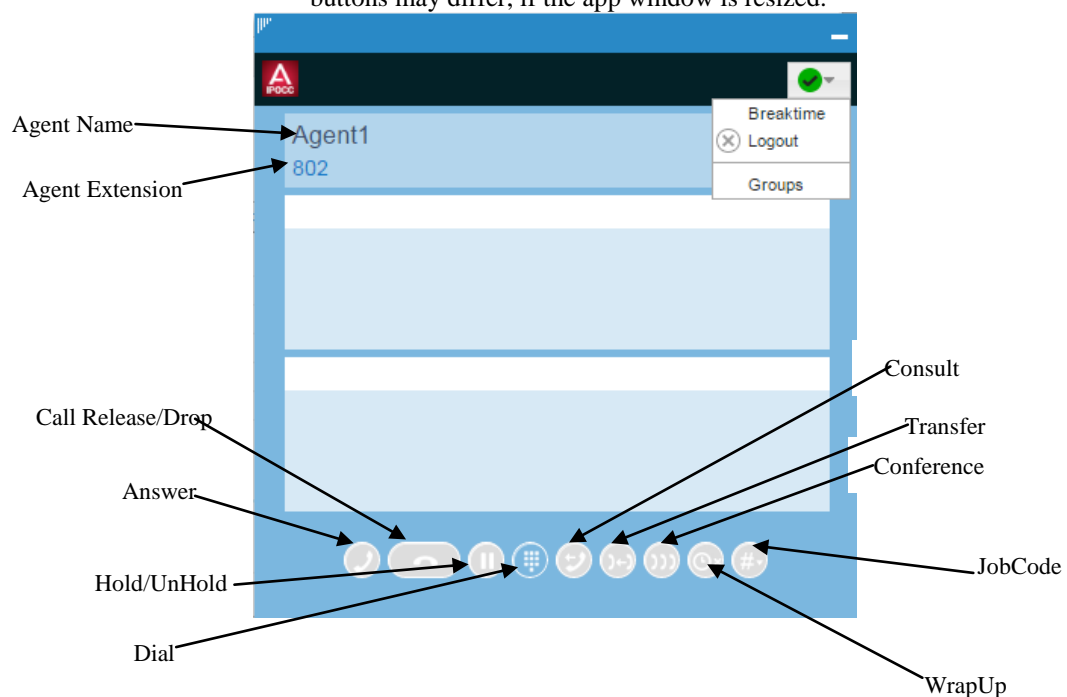 buttons may differ, if the app window is resized.
A
IPOCC
Breaktime
Logout
Groups
Agent Name
Agent1
Agent Extension
802
Consult
Call Release/Drop
Transfer
Conference
Answer
#
JobCode
Hold/UnHold
Dial
WrapUp